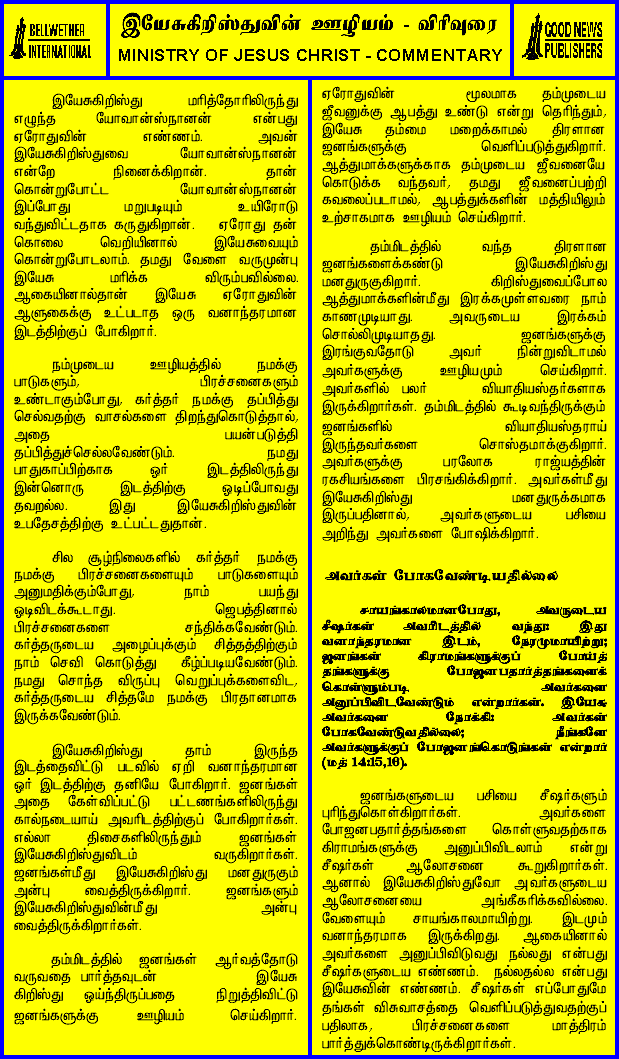 BELLWETHER
INTERNATIONAL
இயேசுகிறிஸ்துவின் ஊழியம் - விரிவுரை
MINISTRY OF JESUS CHRIST - COMMENTARY
GOOD NEWS
PUBLISHERS
இயேசுகிறிஸ்து மரித்தோரிலிருந்து
எழுந்த யோவான்ஸ்நானன் என்பது
ஏரோதுவின் எண்ணம். அவன்
இயேசுகிறிஸ்துவை யோவான்ஸ்நானன்
என்றே நினைக்கிறான். தான்
கொன்றுபோட்ட யோவான்ஸ்நானன்
இப்போது மறுபடியும் உயிரோடு
வந்துவிட்டதாக கருதுகிறான். ஏரோது தன்
கொலை வெறியினால் இயேசுவையும்
கொன்றுபோடலாம். தமது வேளை வருமுன்பு
இயேசு மரிக்க விரும்பவில்லை.
ஆகையினால்தான் இயேசு ஏரோதுவின்
ஆளுகைக்கு உட்படாத ஒரு வனாந்தரமான
இடத்திற்குப் போகிறார்.
நம்முடைய ஊழியத்தில் நமக்கு
பாடுகளும், பிரச்சனைகளும்
உண்டாகும்போது, கர்த்தர் நமக்கு தப்பித்து
செல்வதற்கு வாசல்களை திறந்துகொடுத்தால்,
அதை பயன்படுத்தி
தப்பித்துச்செல்லவேண்டும். நமது
பாதுகாப்பிற்காக ஓர் இடத்திலிருந்து
இன்னொரு இடத்திற்கு ஓடிப்போவது
தவறல்ல. இது இயேசுகிறிஸ்துவின்
உபதேசத்திற்கு உட்பட்டதுதான்.
சில சூழ்நிலைகளில் கர்த்தர் நமக்கு
நமக்கு பிரச்சனைகளையும் பாடுகளையும்
அனுமதிக்கும்போது, நாம் பயந்து
ஓடிவிடக்கூடாது. ஜெபத்தினால்
பிரச்சனைகளை சந்திக்கவேண்டும்.
கர்த்தருடைய அழைப்புக்கும் சித்தத்திற்கும்
நாம் செவி கொடுத்து கீழ்ப்படியவேண்டும்.
நமது சொந்த விருப்பு வெறுப்புக்களைவிட,
கர்த்தருடைய சித்தமே நமக்கு பிரதானமாக
இருக்கவேண்டும்.
இயேசுகிறிஸ்து தாம் இருந்த
இடத்தைவிட்டு படவில் ஏறி வனாந்தரமான
ஓர் இடத்திற்கு தனியே போகிறார். ஜனங்கள்
அதை கேள்விப்பட்டு பட்டணங்களிலிருந்து
கால்நடையாய் அவரிடத்திற்குப் போகிறார்கள்.
எல்லா திசைகளிலிருந்தும் ஜனங்கள்
இயேசுகிறிஸ்துவிடம் வருகிறார்கள்.
ஜனங்கள்மீது இயேசுகிறிஸ்து மனதுருகும்
அன்பு வைத்திருக்கிறார். ஜனங்களும்
இயேசுகிறிஸ்துவின்மீது அன்பு
வைத்திருக்கிறார்கள்.
தம்மிடத்தில் ஜனங்கள் ஆர்வத்தோடு
வருவதை பார்த்தவுடன் இயேசு
கிறிஸ்து ஓய்ந்திருப்பதை நிறுத்திவிட்டு
ஜனங்களுக்கு ஊழியம் செய்கிறார்.
ஏரோதுவின் மூலமாக தம்முடைய
ஜீவனுக்கு ஆபத்து உண்டு என்று தெரிந்தும்,
இயேசு தம்மை மறைக்காமல் திரளான
ஜனங்களுக்கு வெளிப்படுத்துகிறார்.
ஆத்துமாக்களுக்காக தம்முடைய ஜீவனையே
கொடுக்க வந்தவர், தமது ஜீவனைப்பற்றி
கவலைப்படாமல், ஆபத்துக்களின் மத்தியிலும்
உற்சாகமாக ஊழியம் செய்கிறார்.
தம்மிடத்தில் வந்த திரளான
ஜனங்களைக்கண்டு இயேசுகிறிஸ்து
மனதுருகுகிறார். கிறிஸ்துவைப்போல
ஆத்துமாக்களின்மீது இரக்கமுள்ளவரை நாம்
காணமுடியாது. அவருடைய இரக்கம்
சொல்லிமுடியாதது. ஜனங்களுக்கு
இரங்குவதோடு அவர் நின்றுவிடாமல்
அவர்களுக்கு ஊழியமும் செய்கிறார்.
அவர்களில் பலர் வியாதியஸ்தர்களாக
இருக்கிறார்கள். தம்மிடத்தில் கூடிவந்திருக்கும்
ஜனங்களில் வியாதியஸ்தராய்
இருந்தவர்களை சொஸ்தமாக்குகிறார்.
அவர்களுக்கு பரலோக ராஜ்யத்தின்
ரகசியங்களை பிரசங்கிக்கிறார். அவர்கள்மீது
இயேசுகிறிஸ்து மனதுருக்கமாக
இருப்பதினால், அவர்களுடைய பசியை
அறிந்து அவர்களை போஷிக்கிறார்.
அவர்கள் போகவேண்டியதில்லை
சாயங்காலமானபோது, அவருடைய
சீஷர்கள் அவரிடத்தில் வந்து: இது
வனாந்தரமான இடம், நேரமுமாயிற்று;
ஜனங்கள் கிராமங்களுக்குப் போய்த்
தங்களுக்கு போஜனபதார்த்தங்களைக்
கொள்ளும்படி அவர்களை
அனுப்பிவிடவேண்டும் என்றார்கள். இயேசு
அவர்களை நோக்கி: அவர்கள்
போகவேண்டுவதில்லை; நீங்களே
அவர்களுக்குப் போஜனங்கொடுங்கள் என்றார்
(மத் 14:15,16).
ஜனங்களுடைய பசியை சீஷர்களும்
புரிந்துகொள்கிறார்கள். அவர்களை
போஜனபதார்த்தங்களை கொள்ளுவதற்காக
கிராமங்களுக்கு அனுப்பிவிடலாம் என்று
சீஷர்கள் ஆலோசனை கூறுகிறார்கள்.
ஆனால் இயேசுகிறிஸ்துவோ அவர்களுடைய
ஆலோசனையை அங்கீகரிக்கவில்லை.
வேளையும் சாயங்காலமாயிற்று. இடமும்
வனாந்தரமாக இருக்கிறது. ஆகையினால்
அவர்களை அனுப்பிவிடுவது நல்லது என்பது
சீஷர்களுடைய எண்ணம். நல்லதல்ல என்பது
இயேசுவின் எண்ணம். சீஷர்கள் எப்போதுமே
தங்கள் விசுவாசத்தை வெளிப்படுத்துவதற்குப்
பதிலாக, பிரச்சனைகளை மாத்திரம்
பார்த்துக்கொண்டிருக்கிறார்கள்.